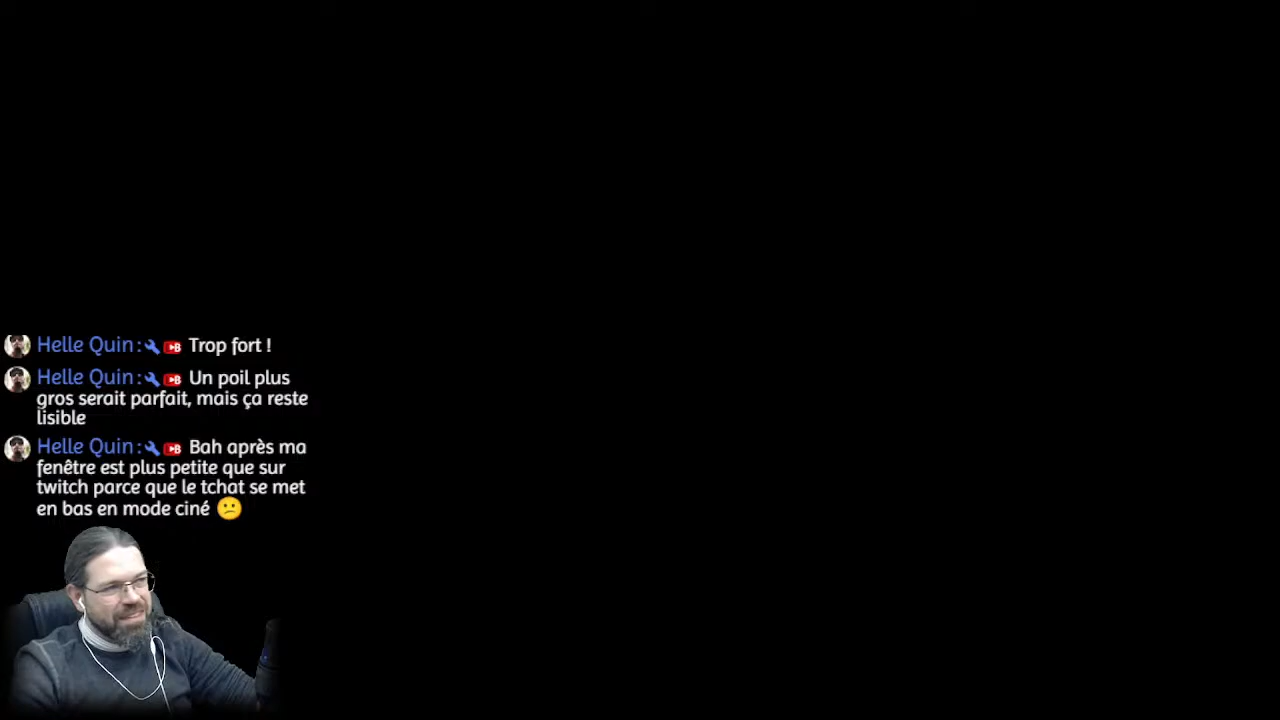 Helle Quin : Trop fort !
Helle Quin : Un poil plus
gros serait parfait, mais ça reste
lisible
Helle Quin : Bah après ma
fenêtre est plus petite que sur
twitch parce que le tchat se met
en bas en mode ciné 😕